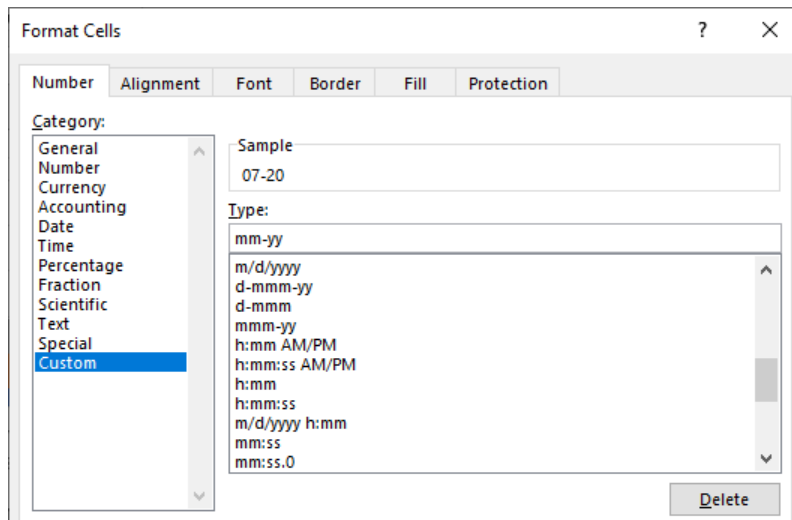 Format Cells ?
Number Alignment Font Border Fill Protection
Category:
General
Number
Currency
Accounting
Date
Time
Percentage
Fraction
Scientific
Text
Special
Custom
Sample
07-20
Type:
mm-yy
m/d/yyyy
d-mmm-yy
d-mmm
mmm-yy
h:mm AM/PM
h:mm:ss AM/PM
h:mm
h:mm:ss
m/d/yyyy h:mm
mm:ss
mm:ss.0
Delete